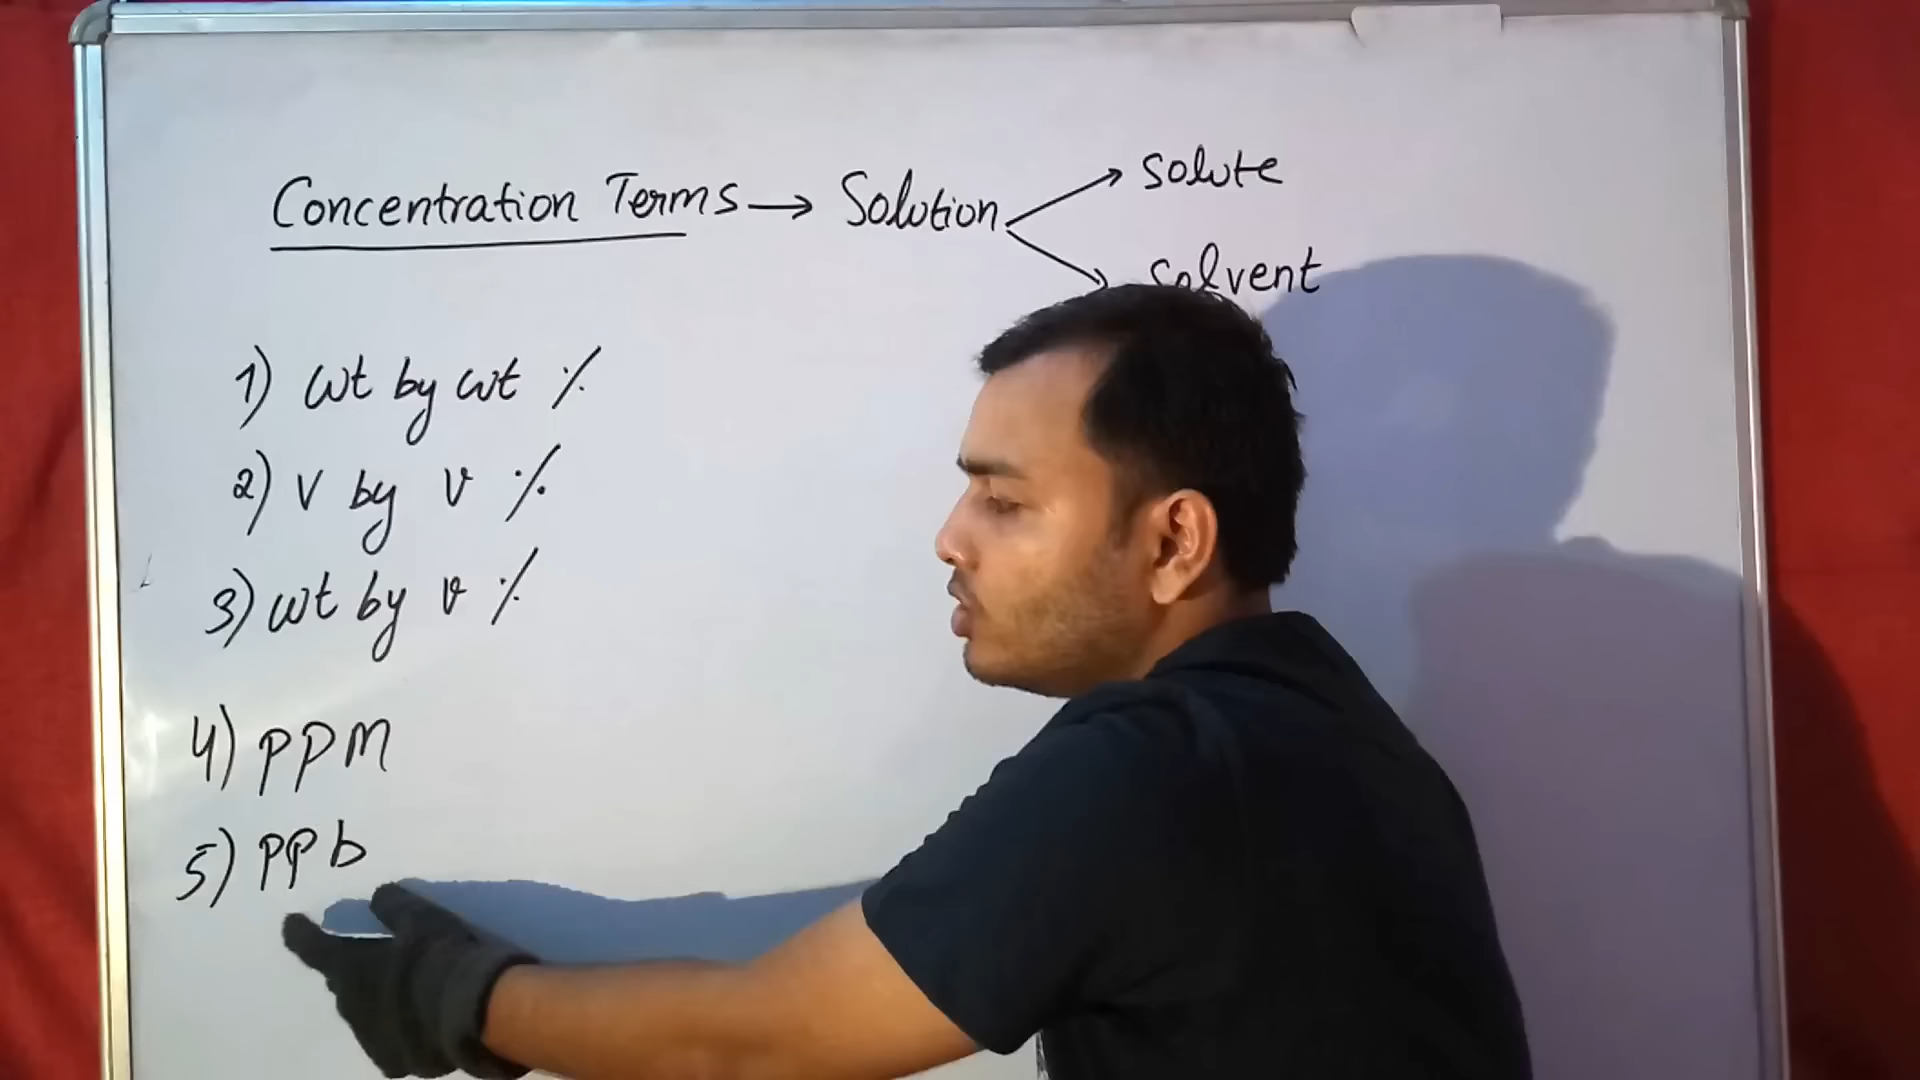 Concentration Terms → Solution
solute
solvent
1) wt by wt %
2) v by v %
3) wt by v %
4) PPM
5) PPb